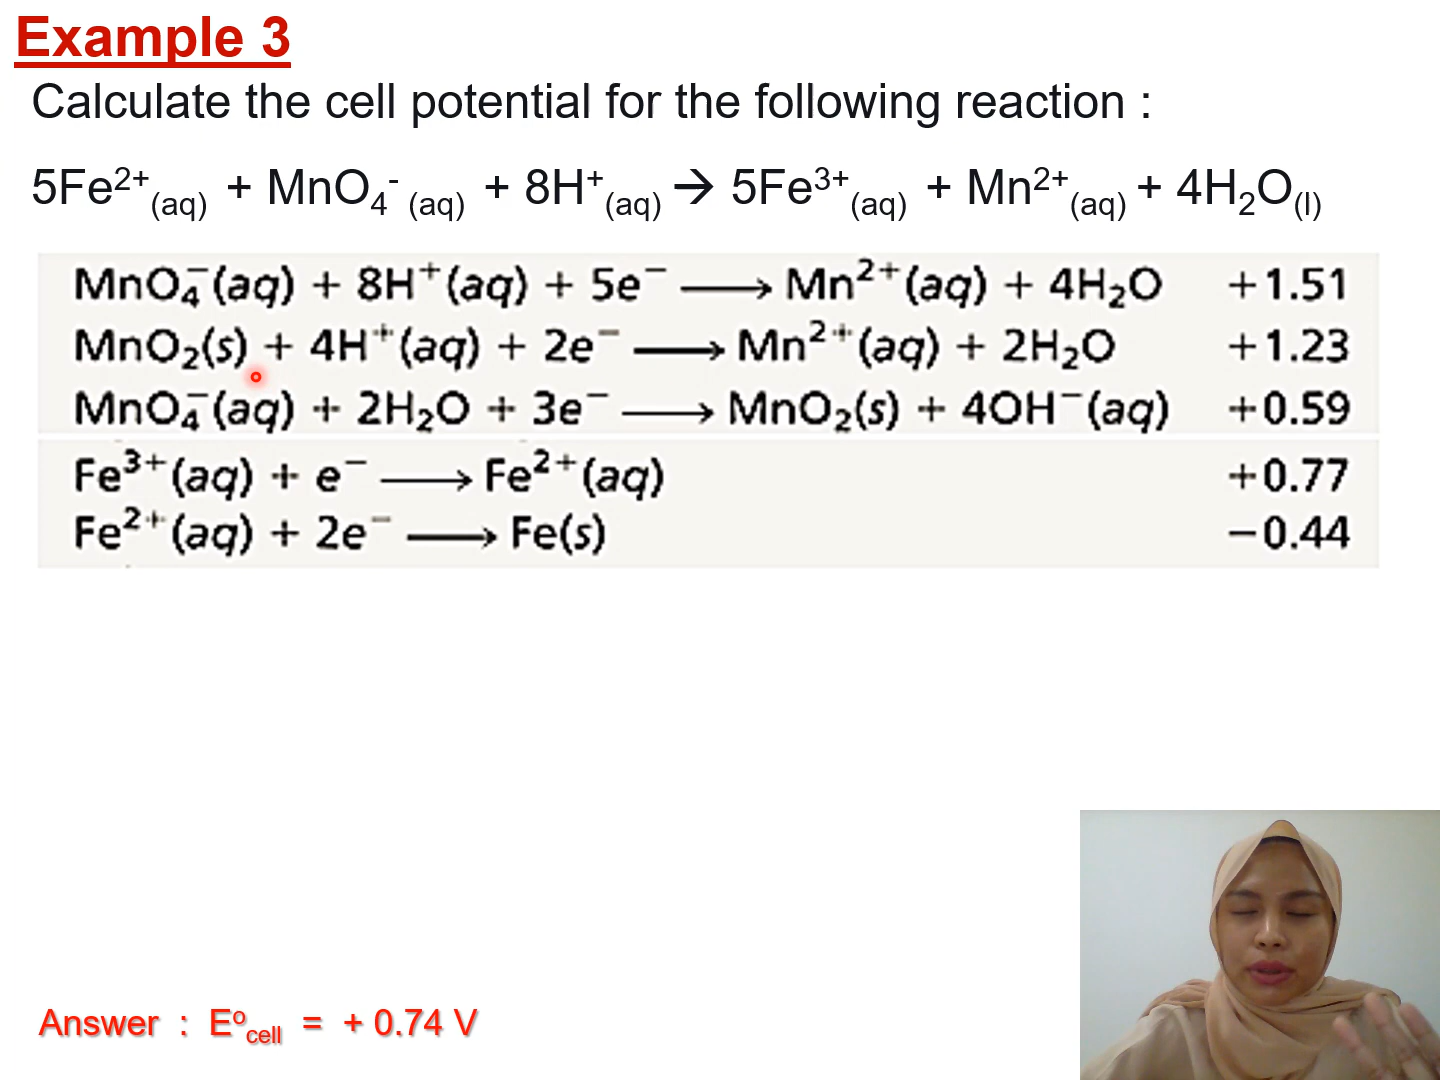 Example 3
Calculate the cell potential for the following reaction :
5Fe²⁺(aq) + MnO₄⁻ (aq) + 8H⁺(aq) → 5Fe³⁺(aq) + Mn²⁺(aq) + 4H₂O(l)
MnO₄⁻(aq) + 8H⁺(aq) + 5e⁻ ⟶ Mn²⁺(aq) + 4H₂O +1.51
MnO₂(s) + 4H⁺(aq) + 2e⁻ ⟶ Mn²⁺(aq) + 2H₂O +1.23
MnO₄⁻(aq) + 2H₂O + 3e⁻ ⟶ MnO₂(s) + 4OH⁻(aq) +0.59
Fe³⁺(aq) + e⁻ ⟶ Fe²⁺(aq) +0.77
Fe²⁺(aq) + 2e⁻ ⟶ Fe(s) −0.44
Answer : E°cell = + 0.74 V